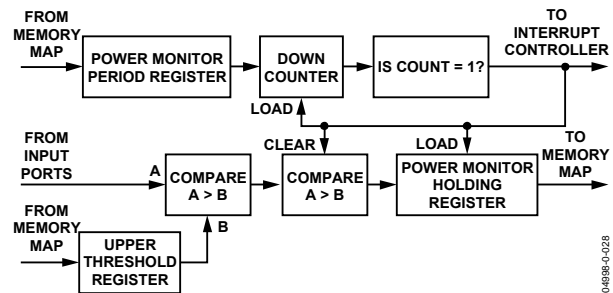 FROM
MEMORY
MAP
POWER MONITOR
PERIOD REGISTER
DOWN
COUNTER
IS COUNT = 1?
TO
INTERRUPT
CONTROLLER
LOAD
FROM
INPUT
PORTS
A
COMPARE
A > B
B
CLEAR
COMPARE
A > B
LOAD
POWER MONITOR
HOLDING
REGISTER
TO
MEMORY
MAP
FROM
MEMORY
MAP
UPPER
THRESHOLD
REGISTER
04998-0-028